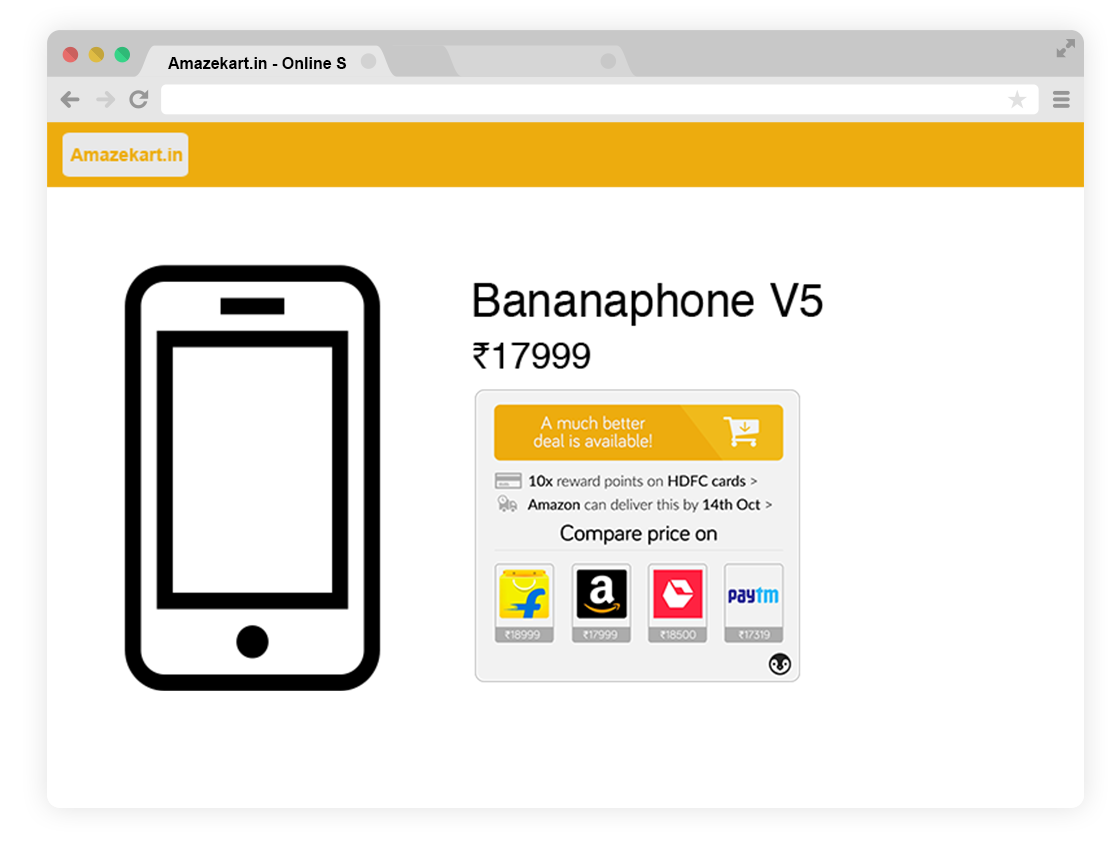 Amazekart.in - Online S
Amazekart.in
Bananaphone V5
₹17999
A much better
deal is available!
10x reward points on HDFC cards >
Amazon can deliver this by 14th Oct >
Compare price on
a
paytm
₹18999 ₹17999 ₹18500 ₹17319